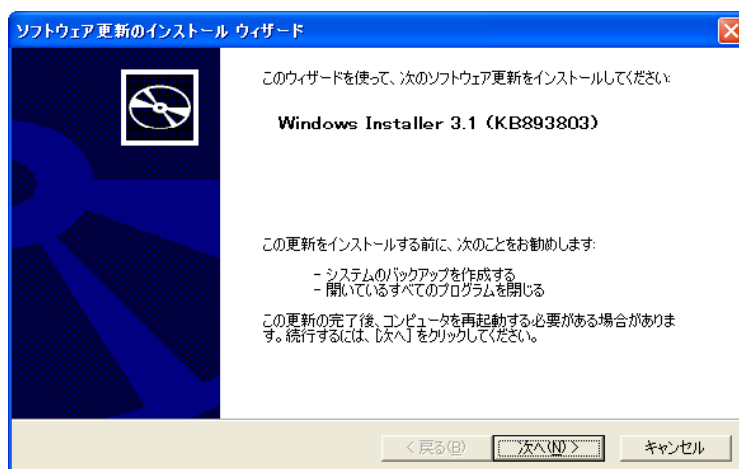 ソフトウェア更新のインストール ウィザード
このウィザードを使って、次のソフトウェア更新をインストールしてください:
Windows Installer 3.1 (KB893803)
この更新をインストールする前に、次のことをお勧めします:
- システムのバックアップを作成する
- 開いているすべてのプログラムを閉じる
この更新の完了後、コンピュータを再起動する必要がある場合がありま
す。続行するには、[次へ] をクリックしてください。
< 戻る(B)
次へ(N) >
キャンセル